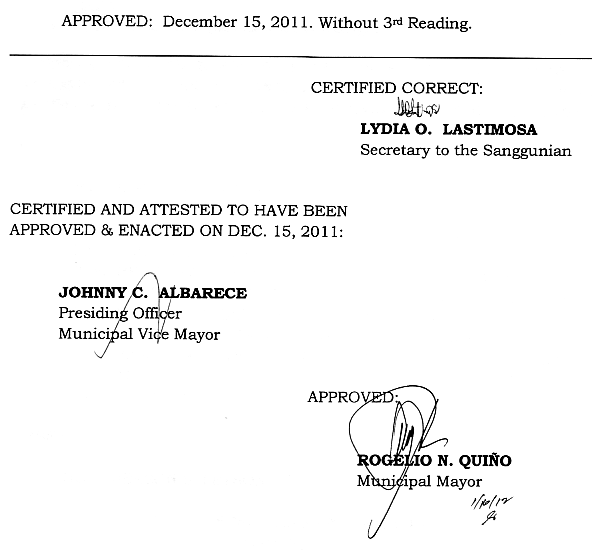 APPROVED: December 15, 2011. Without 3rd Reading.
CERTIFIED CORRECT:
LYDIA O. LASTIMOSA
Secretary to the Sanggunian
CERTIFIED AND ATTESTED TO HAVE BEEN
APPROVED & ENACTED ON DEC. 15, 2011:
JOHNNY C. ALBARECE
Presiding Officer
Municipal Vice Mayor
APPROVED:
ROGELIO N. QUIÑO
Municipal Mayor